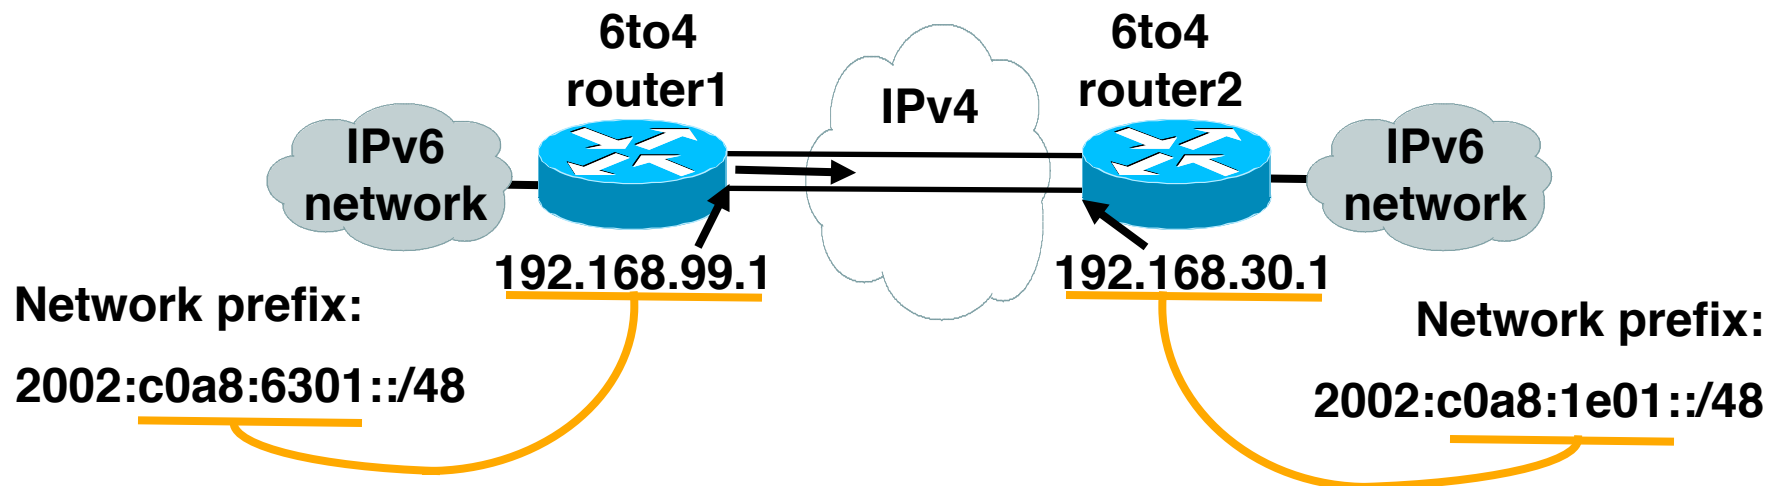 6to4
router1
6to4
router2
IPv4
IPv6
network
IPv6
network
192.168.99.1
192.168.30.1
Network prefix:
2002:c0a8:6301::/48
Network prefix:
2002:c0a8:1e01::/48